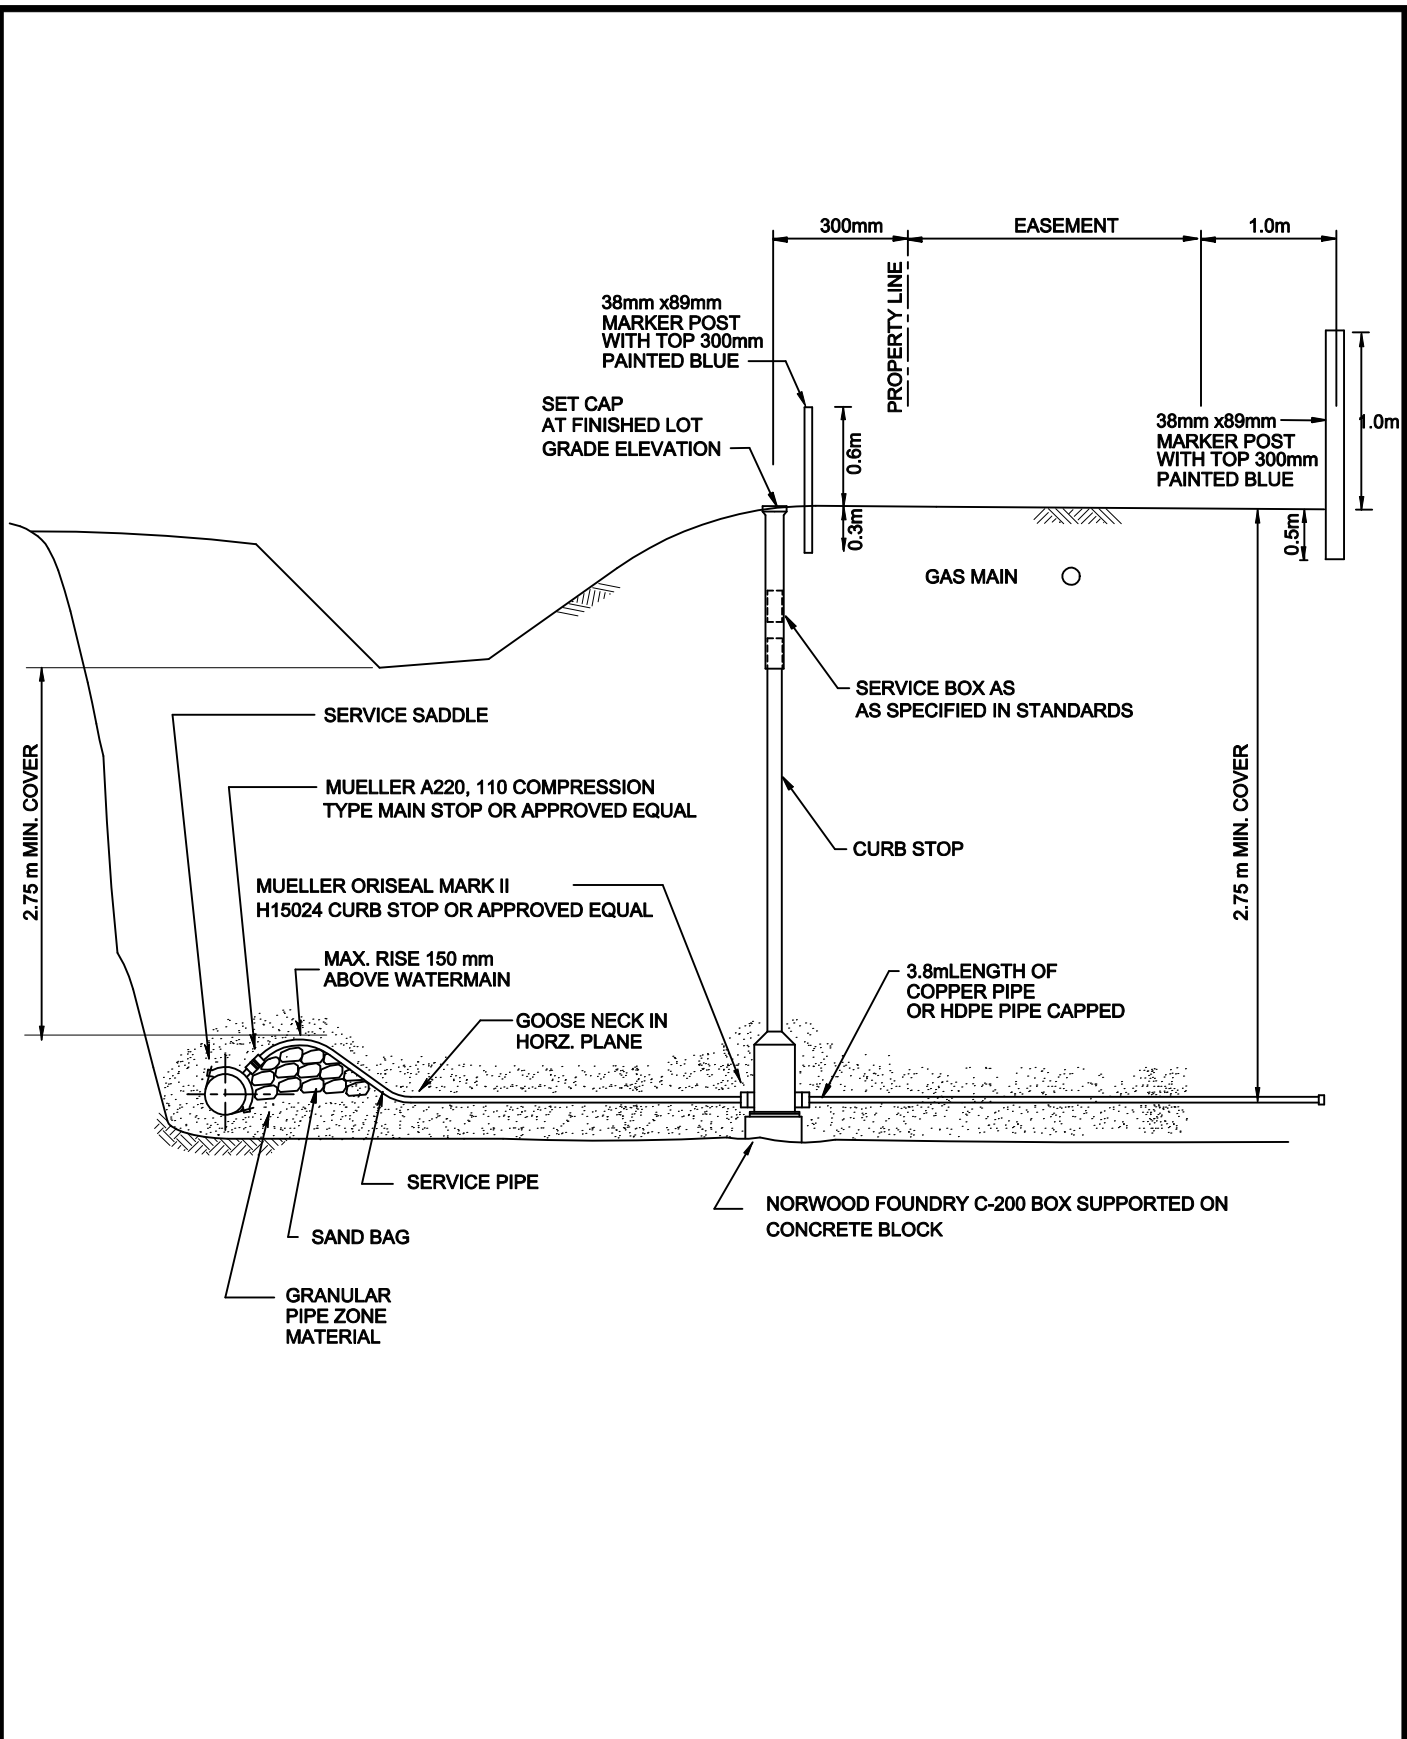 300mm
EASEMENT
1.0m
PROPERTY LINE
38mm x89mm
MARKER POST
WITH TOP 300mm
PAINTED BLUE
SET CAP
AT FINISHED LOT
GRADE ELEVATION
0.6m
0.3m
38mm x89mm
MARKER POST
WITH TOP 300mm
PAINTED BLUE
1.0m
0.5m
GAS MAIN
SERVICE BOX AS
AS SPECIFIED IN STANDARDS
SERVICE SADDLE
2.75 m MIN. COVER
MUELLER A220, 110 COMPRESSION
TYPE MAIN STOP OR APPROVED EQUAL
2.75 m MIN. COVER
CURB STOP
MUELLER ORISEAL MARK II
H15024 CURB STOP OR APPROVED EQUAL
MAX. RISE 150 mm
ABOVE WATERMAIN
3.8mLENGTH OF
COPPER PIPE
OR HDPE PIPE CAPPED
GOOSE NECK IN
HORZ. PLANE
SERVICE PIPE
NORWOOD FOUNDRY C-200 BOX SUPPORTED ON
CONCRETE BLOCK
SAND BAG
GRANULAR
PIPE ZONE
MATERIAL